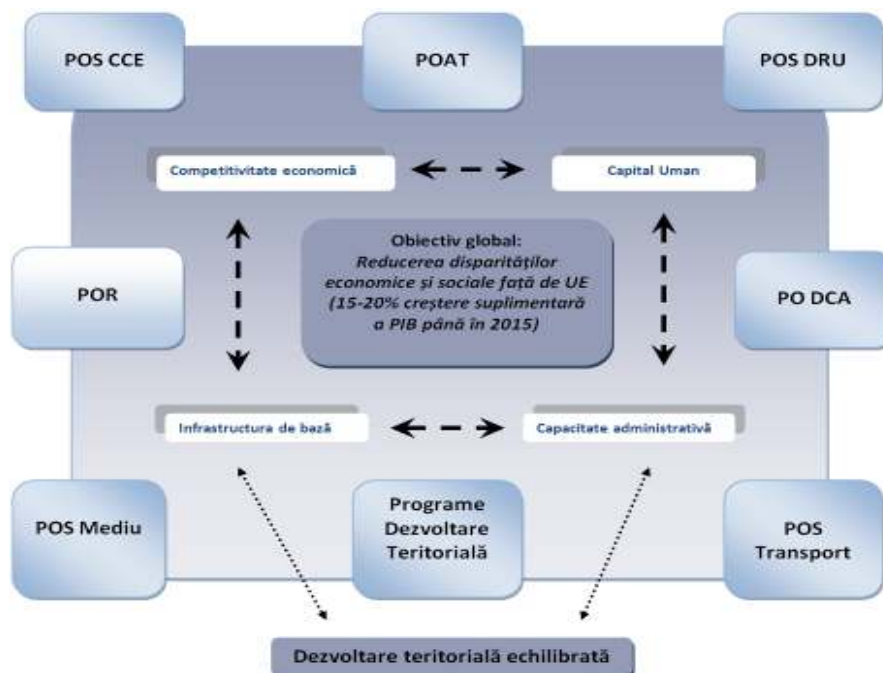 POS CCE
POAT
POS DRU
Competitivitate economică
Capital Uman
Obiectiv global:
Reducerea disparităților
economice și sociale față de UE
(15-20% creștere suplimentară
a PIB până în 2015)
POR
PO DCA
Infrastructura de bază
Capacitate administrativă
POS Mediu
Programe
Dezvoltare
Teritorială
POS
Transport
Dezvoltare teritorială echilibrată